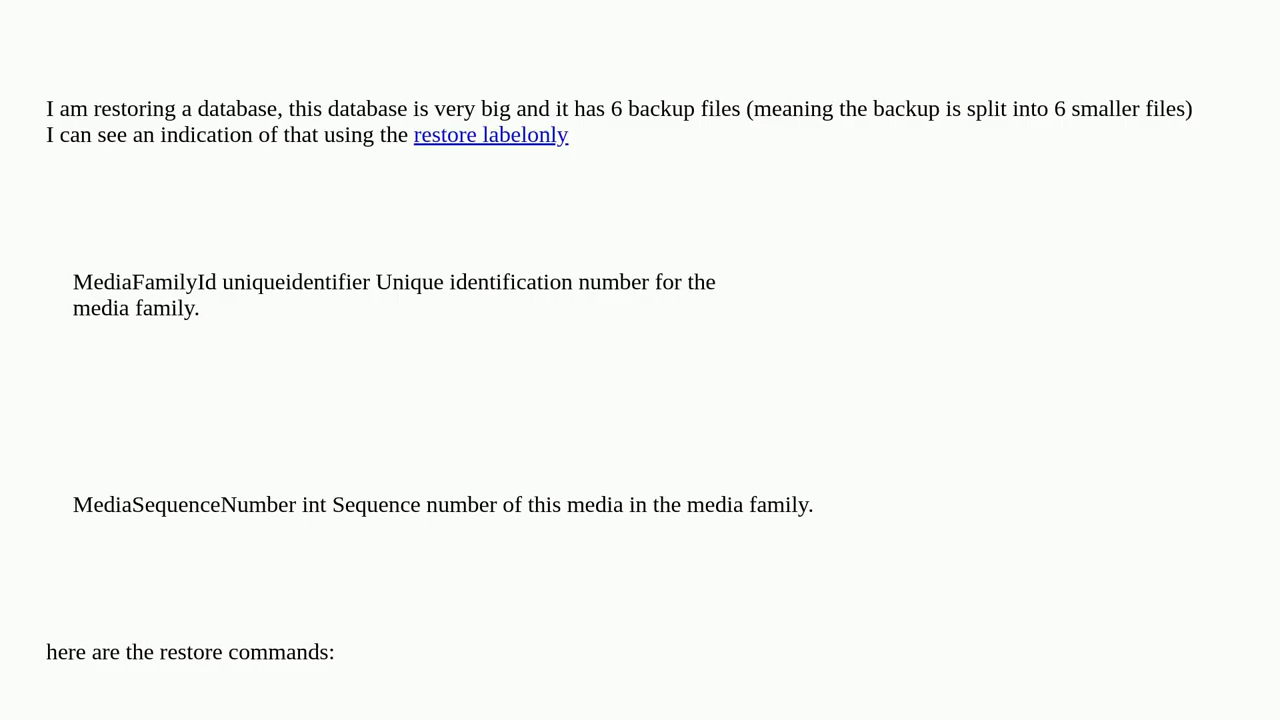 I am restoring a database, this database is very big and it has 6 backup files (meaning the backup is split into 6 smaller files)
I can see an indication of that using the restore labelonly
MediaFamilyId uniqueidentifier Unique identification number for the
media family.
MediaSequenceNumber int Sequence number of this media in the media family.
here are the restore commands: